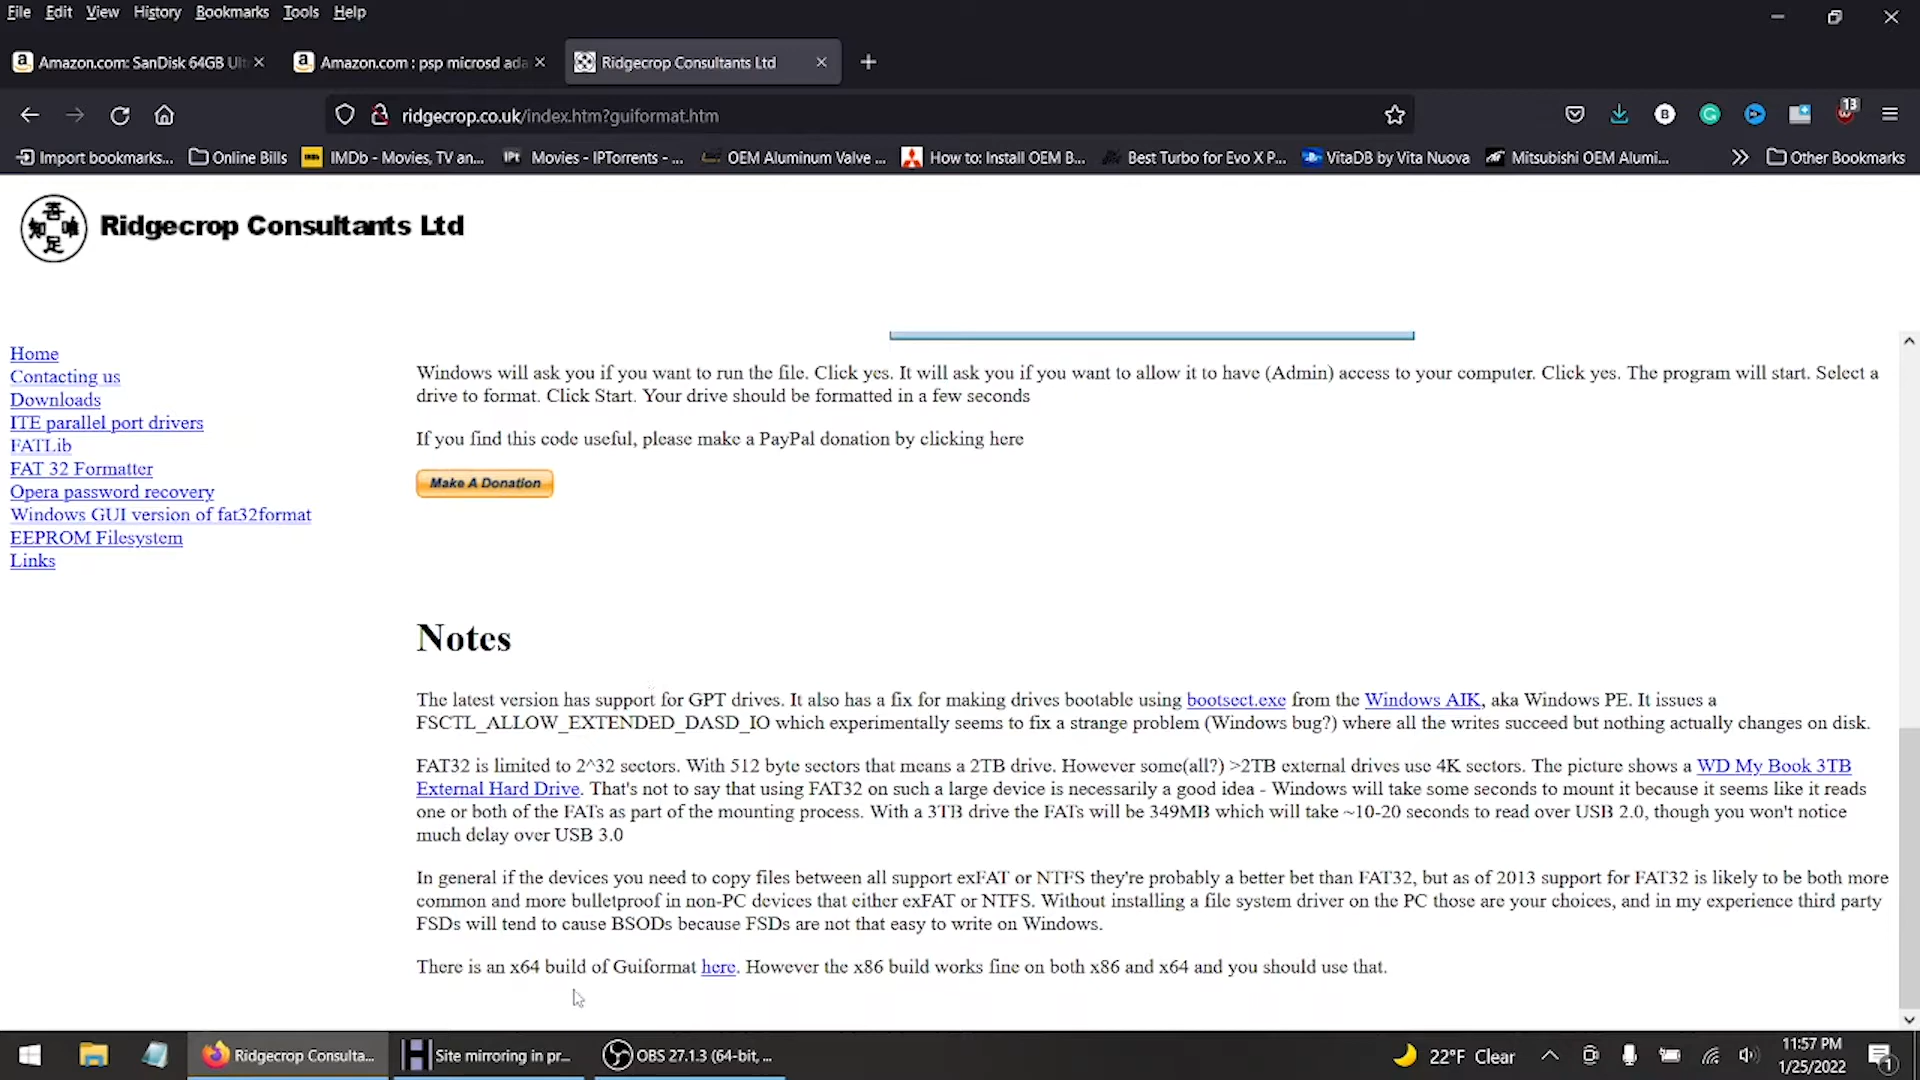 File Edit View History Bookmarks Tools Help
Amazon.com: SanDisk 64GB Ult
Amazon.com : psp microsd ada
Ridgecrop Consultants Ltd
ridgecrop.co.uk/index.htm?guiformat.htm
13
Import bookmarks... Online Bills IMDb - Movies, TV an... IPt Movies - IPTorrents - ... OEM Aluminum Valve ... How to: Install OEM B... Best Turbo for Evo X P... VitaDB by Vita Nuova Mitsubishi OEM Alumi... Other Bookmarks
吾 唯 足 知 Ridgecrop Consultants Ltd
Home
Contacting us
Downloads
ITE parallel port drivers
FATLib
FAT 32 Formatter
Opera password recovery
Windows GUI version of fat32format
EEPROM Filesystem
Links
Windows will ask you if you want to run the file. Click yes. It will ask you if you want to allow it to have (Admin) access to your computer. Click yes. The program will start. Select a
drive to format. Click Start. Your drive should be formatted in a few seconds
If you find this code useful, please make a PayPal donation by clicking here
Make A Donation
Notes
The latest version has support for GPT drives. It also has a fix for making drives bootable using bootsect.exe from the Windows AIK, aka Windows PE. It issues a
FSCTL_ALLOW_EXTENDED_DASD_IO which experimentally seems to fix a strange problem (Windows bug?) where all the writes succeed but nothing actually changes on disk.
FAT32 is limited to 2^32 sectors. With 512 byte sectors that means a 2TB drive. However some(all?) >2TB external drives use 4K sectors. The picture shows a WD My Book 3TB
External Hard Drive. That's not to say that using FAT32 on such a large device is necessarily a good idea - Windows will take some seconds to mount it because it seems like it reads
one or both of the FATs as part of the mounting process. With a 3TB drive the FATs will be 349MB which will take ~10-20 seconds to read over USB 2.0, though you won't notice
much delay over USB 3.0
In general if the devices you need to copy files between all support exFAT or NTFS they're probably a better bet than FAT32, but as of 2013 support for FAT32 is likely to be both more
common and more bulletproof in non-PC devices that either exFAT or NTFS. Without installing a file system driver on the PC those are your choices, and in my experience third party
FSDs will tend to cause BSODs because FSDs are not that easy to write on Windows.
There is an x64 build of Guiformat here. However the x86 build works fine on both x86 and x64 and you should use that.
Ridgecrop Consulta... Site mirroring in pr... OBS 27.1.3 (64-bit, ... 22°F Clear
11:57 PM
1/25/2022
1